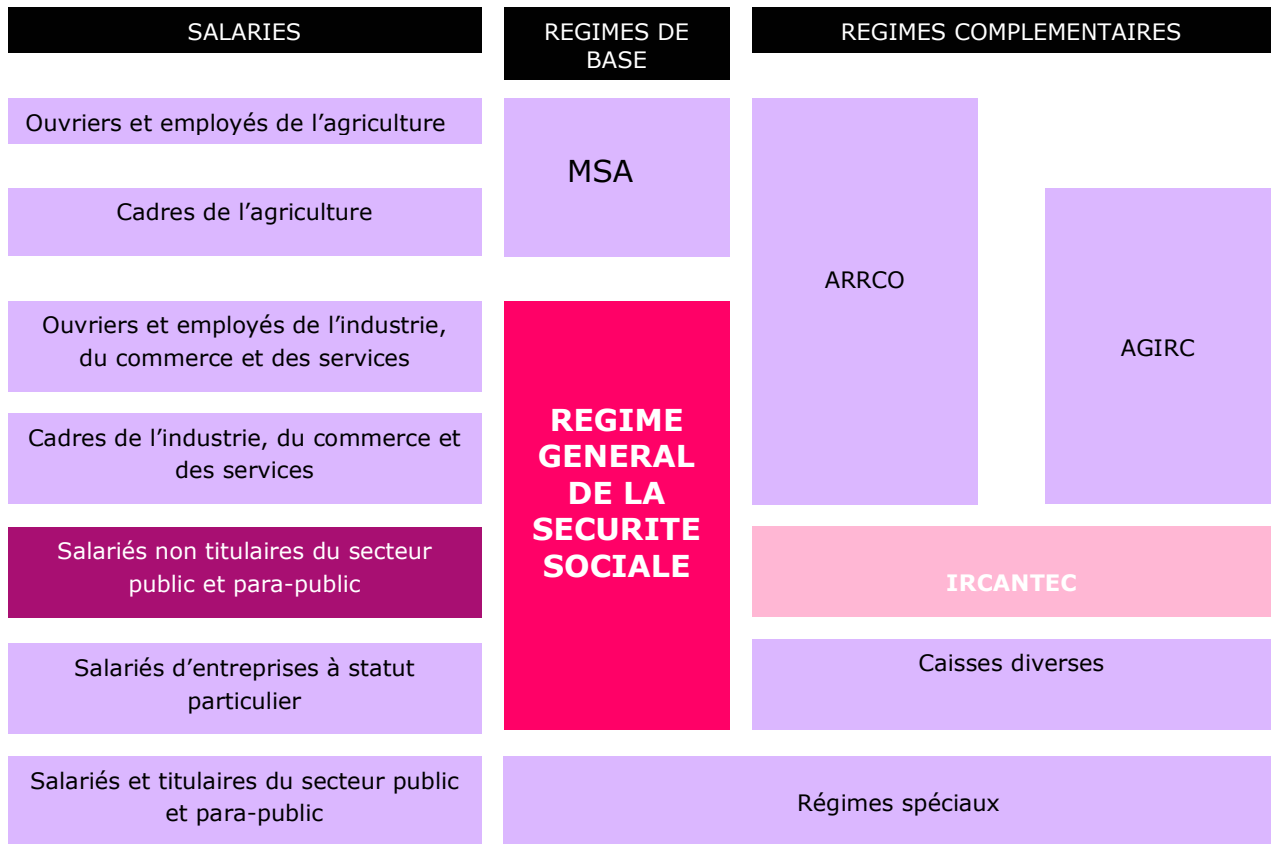 SALARIES
REGIMES DE
BASE
REGIMES COMPLEMENTAIRES
Ouvriers et employés de l’agriculture
MSA
Cadres de l’agriculture
ARRCO
AGIRC
Ouvriers et employés de l’industrie,
du commerce et des services
REGIME
GENERAL
DE LA
SECURITE
SOCIALE
Cadres de l’industrie, du commerce et
des services
Salariés non titulaires du secteur
public et para-public
IRCANTEC
Salariés d’entreprises à statut
particulier
Caisses diverses
Salariés et titulaires du secteur public
et para-public
Régimes spéciaux